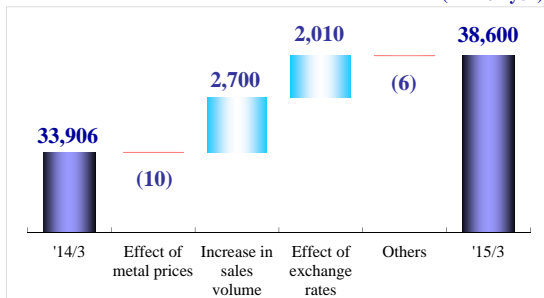 2,010
38,600
2,700
(6)
33,906
(10)
'14/3
Effect of
metal prices
Increase in
sales
volume
Effect of
exchange
rates
Others
'15/3